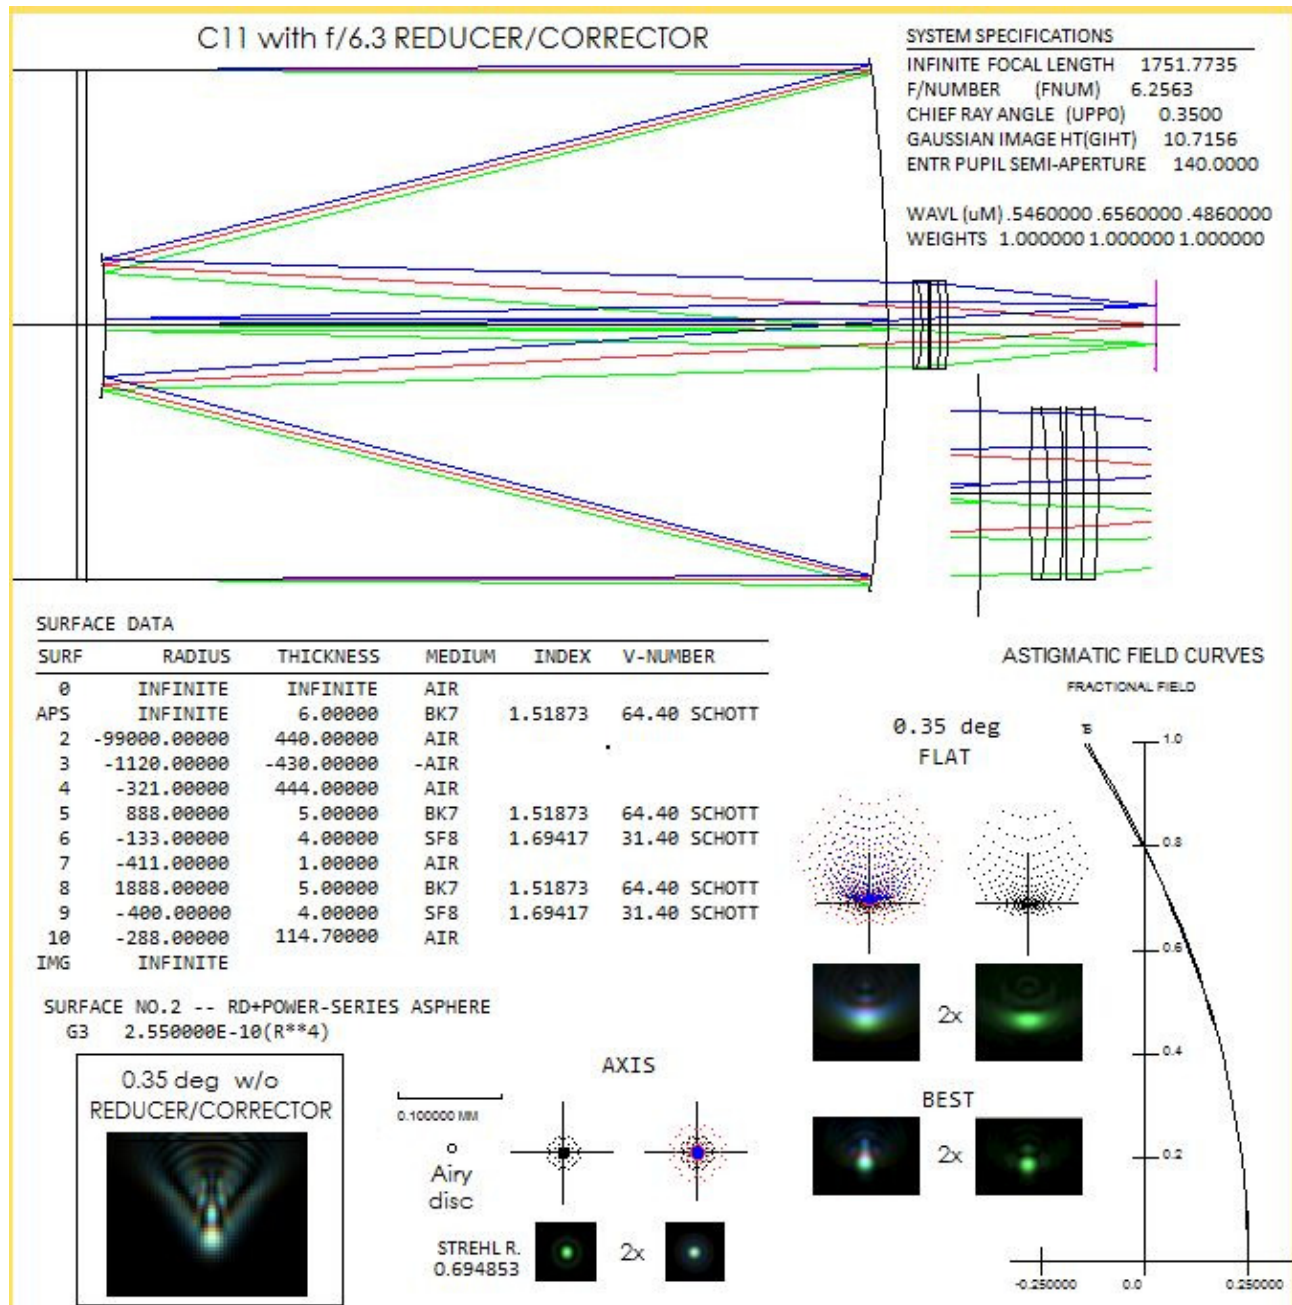 C11 with f/6.3 REDUCER/CORRECTOR
SYSTEM SPECIFICATIONS
INFINITE FOCAL LENGTH 1751.7735
F/NUMBER (FNUM) 6.2563
CHIEF RAY ANGLE (UPP0) 0.3500
GAUSSIAN IMAGE HT(GIHT) 10.7156
ENTR PUPIL SEMI-APERTURE 140.0000
WAVL (uM) .5460000 .6560000 .4860000
WEIGHTS 1.000000 1.000000 1.000000
SURFACE DATA
SURF RADIUS THICKNESS MEDIUM INDEX V-NUMBER
0 INFINITE INFINITE AIR
APS INFINITE 6.00000 BK7 1.51873 64.40 SCHOTT
2 -99000.00000 440.00000 AIR
3 -1120.00000 -430.00000 -AIR
4 -321.00000 444.00000 AIR
5 888.00000 5.00000 BK7 1.51873 64.40 SCHOTT
6 -133.00000 4.00000 SF8 1.69417 31.40 SCHOTT
7 -411.00000 1.00000 AIR
8 1888.00000 5.00000 BK7 1.51873 64.40 SCHOTT
9 -400.00000 4.00000 SF8 1.69417 31.40 SCHOTT
10 -288.00000 114.70000 AIR
IMG INFINITE
SURFACE NO.2 -- RD+POWER-SERIES ASPHERE
G3 2.550000E-10(R**4)
0.35 deg w/o
REDUCER/CORRECTOR
AXIS
0.100000 MM
Airy
disc
STREHL R.
0.694853
2x
ASTIGMATIC FIELD CURVES
FRACTIONAL FIELD
0.35 deg
FLAT
2x
BEST
2x
1.0
0.8
0.6
0.4
0.2
-0.250000 0.0 0.250000